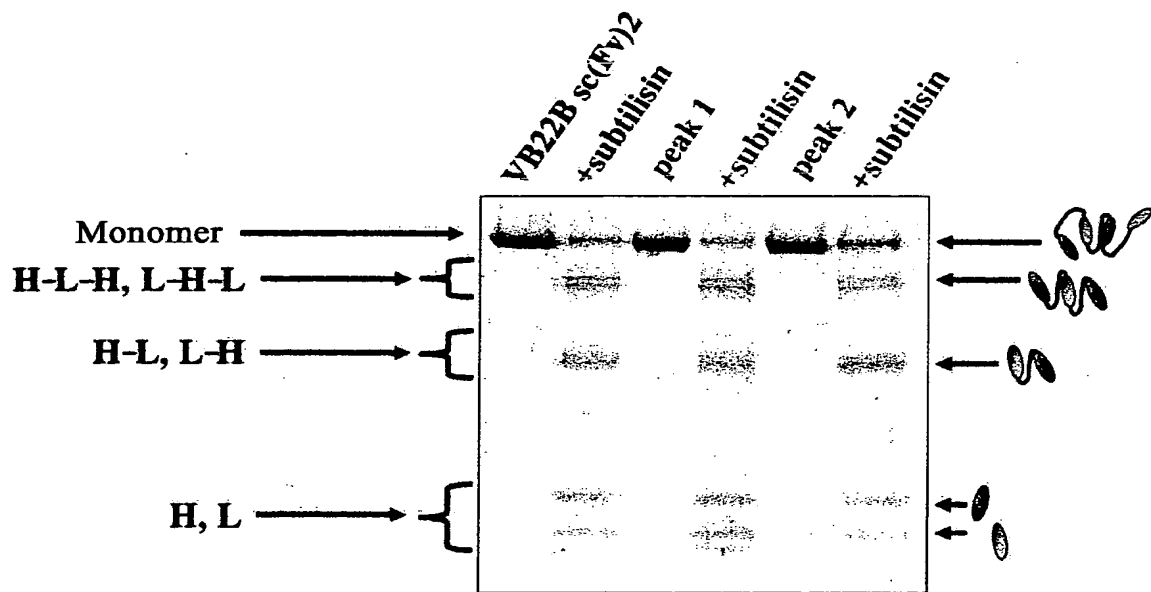 VB22B sc(Fv)2
+subtilisin
peak 1
+subtilisin
peak 2
+subtilisin
Monomer
H-L-H, L-H-L
H-L, L-H
H, L